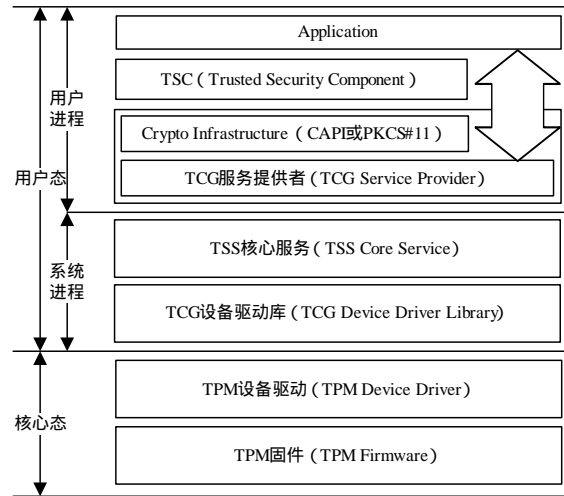 Application
TSC（Trusted Security Component）
用户
进程
Crypto Infrastructure （CAPI或PKCS#11）
用户态
TCG服务提供者（TCG Service Provider）
TSS核心服务（TSS Core Service）
系统
进程
TCG设备驱动库（TCG Device Driver Library)
TPM设备驱动（TPM Device Driver）
核心态
TPM固件（TPM Firmware）